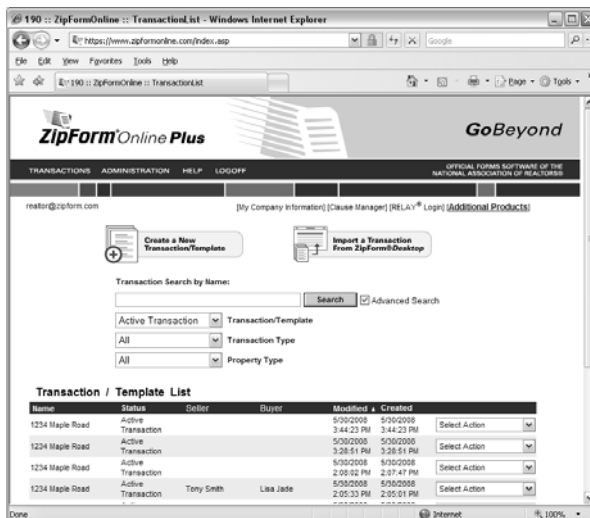 190 :: ZipFormOnline :: TransactionList - Windows Internet Explorer
https://www.zipformonline.com/index.asp
Google
File Edit View Favorites Tools Help
190 :: ZipFormOnline :: TransactionList
Page Tools
ZipForm® Online Plus
GoBeyond
TRANSACTIONS ADMINISTRATION HELP LOGOFF
OFFICIAL FORMS SOFTWARE OF THE
NATIONAL ASSOCIATION OF REALTORS®
realtor@zipform.com
[My Company Information] [Clause Manager] [RELAY® Login] [Additional Products]
Create a New
Transaction/Template
Import a Transaction
From ZipForm®Desktop
Transaction Search by Name:
Search Advanced Search
Active Transaction Transaction/Template
All Transaction Type
All Property Type
Transaction / Template List
Name Status Seller Buyer Modified Created
1234 Maple Road Active Transaction 5/30/2008 3:44:23 PM 5/30/2008 3:44:23 PM Select Action
1234 Maple Road Active Transaction 5/30/2008 3:28:51 PM 5/30/2008 3:28:51 PM Select Action
1234 Maple Road Active Transaction 5/30/2008 2:08:02 PM 5/30/2008 2:07:47 PM Select Action
1234 Maple Road Active Transaction Tony Smith Lisa Jade 5/30/2008 2:05:33 PM 5/30/2008 2:05:01 PM Select Action
Done Internet 100%